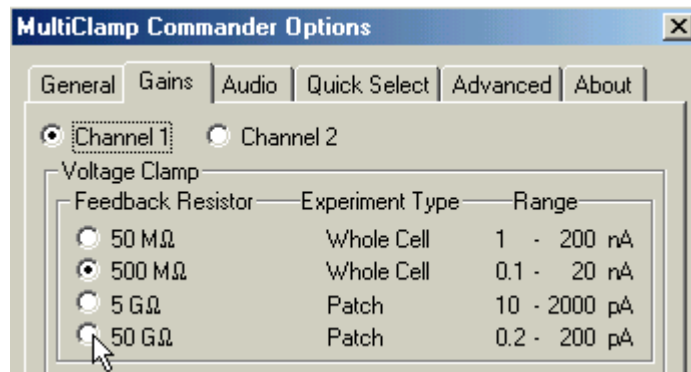 MultiClamp Commander Options
General Gains Audio Quick Select Advanced About
Channel 1 Channel 2
Voltage Clamp
Feedback Resistor Experiment Type Range
50 MΩ Whole Cell 1 - 200 nA
500 MΩ Whole Cell 0.1 - 20 nA
5 GΩ Patch 10 - 2000 pA
50 GΩ Patch 0.2 - 200 pA